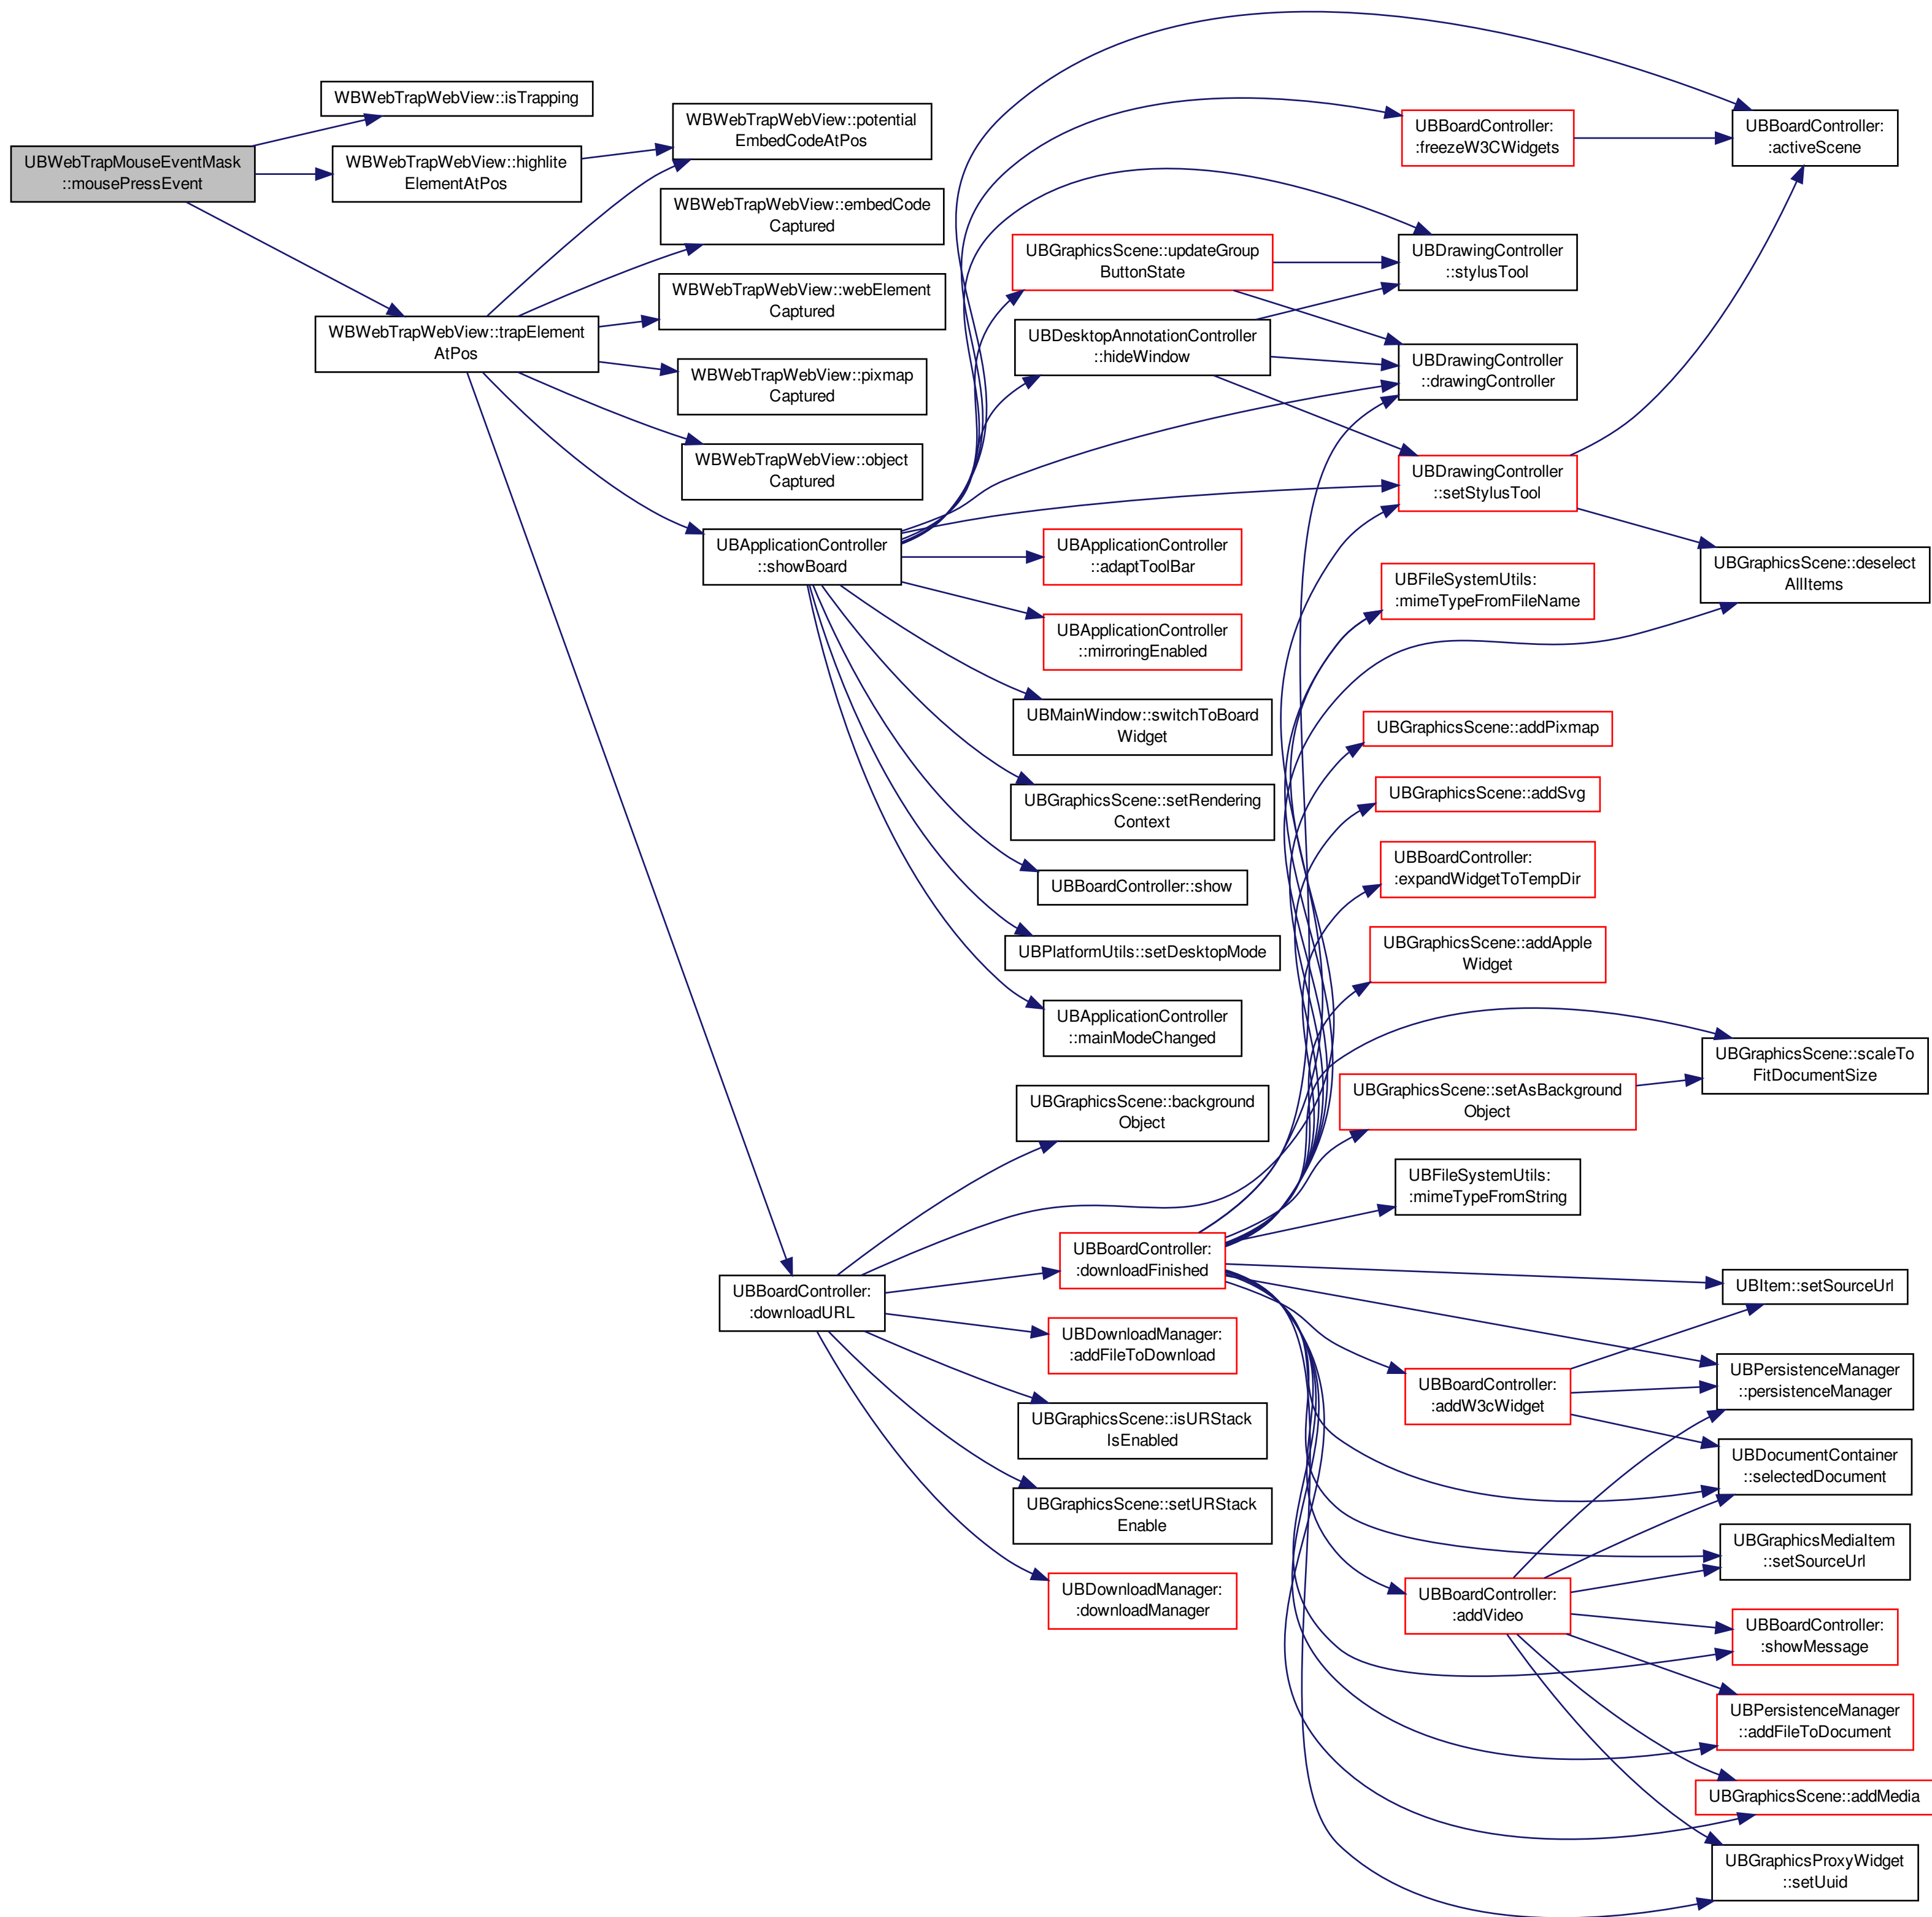 UBWebTrapMouseEventMask
::mousePressEvent
WBWebTrapWebView::isTrapping
WBWebTrapWebView::highlite
ElementAtPos
WBWebTrapWebView::trapElement
AtPos
WBWebTrapWebView::potential
EmbedCodeAtPos
WBWebTrapWebView::embedCode
Captured
WBWebTrapWebView::webElement
Captured
WBWebTrapWebView::pixmap
Captured
WBWebTrapWebView::object
Captured
UBApplicationController
::showBoard
UBBoardController:
:downloadURL
UBGraphicsScene::updateGroup
ButtonState
UBDesktopAnnotationController
::hideWindow
UBApplicationController
::adaptToolBar
UBApplicationController
::mirroringEnabled
UBMainWindow::switchToBoard
Widget
UBGraphicsScene::setRendering
Context
UBBoardController::show
UBPlatformUtils::setDesktopMode
UBApplicationController
::mainModeChanged
UBGraphicsScene::background
Object
UBBoardController:
:downloadFinished
UBDownloadManager:
:addFileToDownload
UBGraphicsScene::isURStack
IsEnabled
UBGraphicsScene::setURStack
Enable
UBDownloadManager:
:downloadManager
UBBoardController:
:freezeW3CWidgets
UBDrawingController
::stylusTool
UBDrawingController
::drawingController
UBDrawingController
::setStylusTool
UBFileSystemUtils:
:mimeTypeFromFileName
UBGraphicsScene::addPixmap
UBGraphicsScene::addSvg
UBBoardController:
:expandWidgetToTempDir
UBGraphicsScene::addApple
Widget
UBGraphicsScene::setAsBackground
Object
UBFileSystemUtils:
:mimeTypeFromString
UBBoardController:
:addW3cWidget
UBBoardController:
:addVideo
UBBoardController:
:activeScene
UBGraphicsScene::deselect
AllItems
UBGraphicsScene::scaleTo
FitDocumentSize
UBItem::setSourceUrl
UBPersistenceManager
::persistenceManager
UBDocumentContainer
::selectedDocument
UBGraphicsMediaItem
::setSourceUrl
UBBoardController:
:showMessage
UBPersistenceManager
::addFileToDocument
UBGraphicsScene::addMedia
UBGraphicsProxyWidget
::setUuid